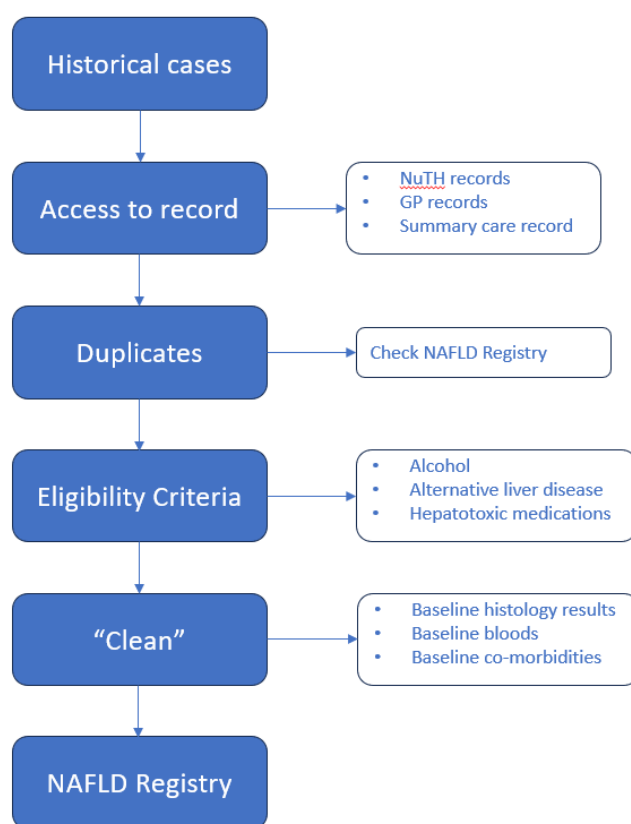 Historical cases
Access to record
• NuTH records
• GP records
• Summary care record
Duplicates
Check NAFLD Registry
Eligibility Criteria
• Alcohol
• Alternative liver disease
• Hepatotoxic medications
“Clean”
• Baseline histology results
• Baseline bloods
• Baseline co-morbidities
NAFLD Registry